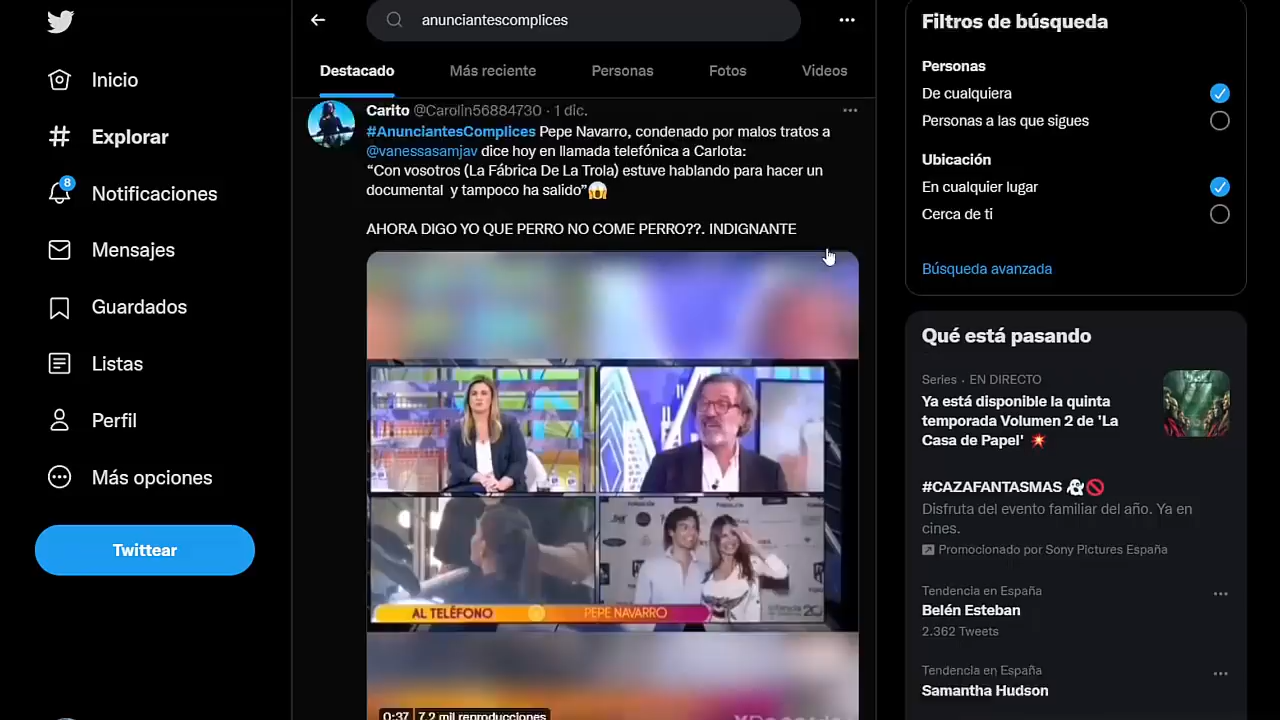 Inicio
Explorar
8
Notificaciones
Mensajes
Guardados
Listas
Perfil
Más opciones
Twittear
anunciantescomplices
Destacado
Más reciente
Personas
Fotos
Videos
Carito @Carolin56884730 · 1 dic.
#AnunciantesComplices Pepe Navarro, condenado por malos tratos a
@vanessasamjav dice hoy en llamada telefónica a Carlota:
“Con vosotros (La Fábrica De La Trola) estuve hablando para hacer un
documental y tampoco ha salido”😱
AHORA DIGO YO QUE PERRO NO COME PERRO??. INDIGNANTE
AL TELÉFONO
PEPE NAVARRO
0:37
7,2 mil reproducciones
Filtros de búsqueda
Personas
De cualquiera
Personas a las que sigues
Ubicación
En cualquier lugar
Cerca de ti
Búsqueda avanzada
Qué está pasando
Series · EN DIRECTO
Ya está disponible la quinta
temporada Volumen 2 de 'La
Casa de Papel' 💥
#CAZAFANTASMAS 👻🚫
Disfruta del evento familiar del año. Ya en
cines.
Promocionado por Sony Pictures España
Tendencia en España
Belén Esteban
2.362 Tweets
Tendencia en España
Samantha Hudson